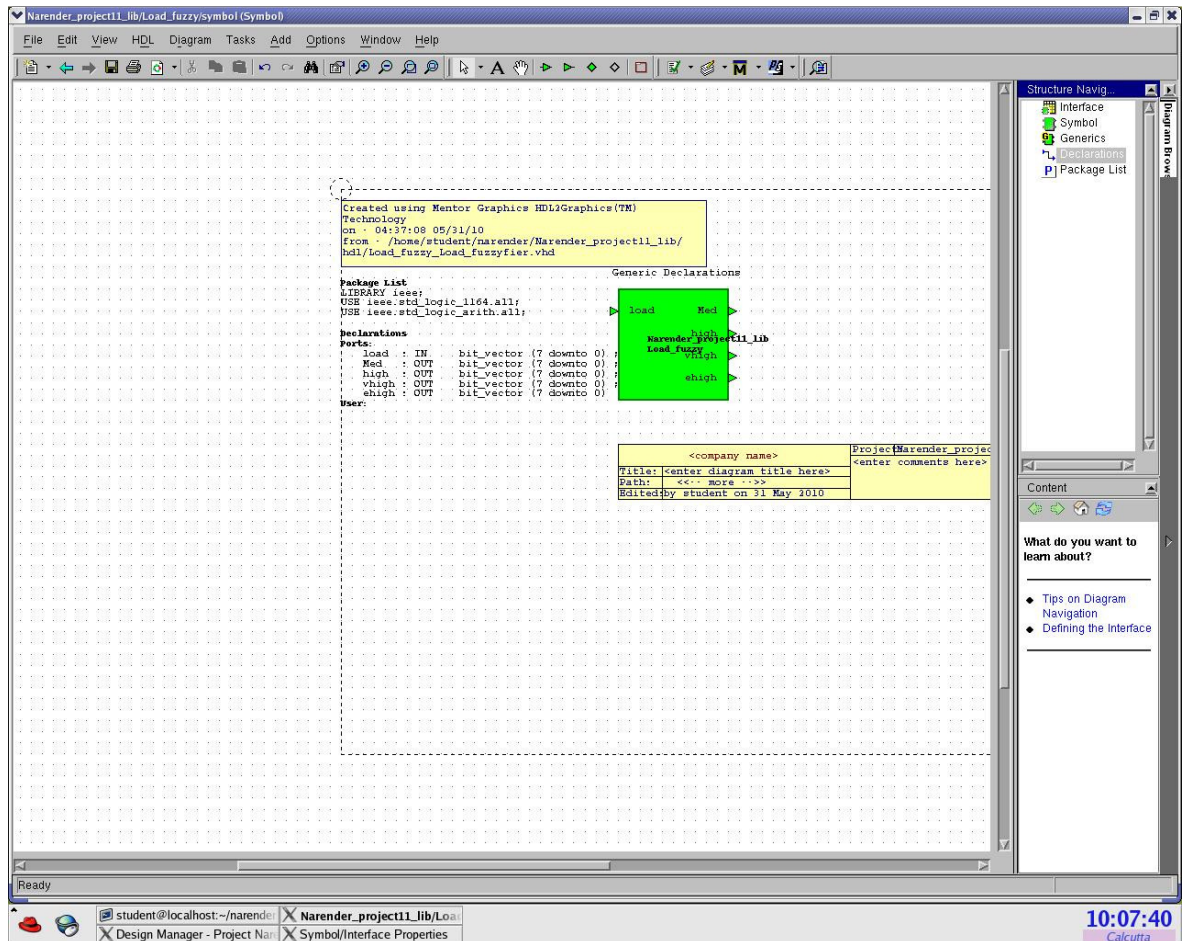 Narender_project11_lib/Load_fuzzy/symbol (Symbol)
File Edit View HDL Diagram Tasks Add Options Window Help
Structure Navig...
Interface
Symbol
Generics
Declarations
Package List
Diagram Brows
Created using Mentor Graphics HDL2Graphics(TM)
Technology
on - 04:37:08 05/31/10
from - /home/student/narender/Narender_project11_lib/
hdl/Load_fuzzy_Load_fuzzyfier.vhd
Generic Declarations
Package List
LIBRARY ieee;
USE ieee.std_logic_1164.all;
USE ieee.std_logic_arith.all;
Declarations
Ports:
load : IN bit_vector (7 downto 0) ;
Med : OUT bit_vector (7 downto 0) ;
high : OUT bit_vector (7 downto 0) ;
vhigh : OUT bit_vector (7 downto 0) ;
ehigh : OUT bit_vector (7 downto 0)
User:
load Med
high
Narender_project11_lib
Load_fuzzy
vhigh
ehigh
<company name>
Project: Narender_projec
<enter comments here>
Title: <enter diagram title here>
Path: <<-- more -->>
Edited: by student on 31 May 2010
Content
What do you want to
learn about?
Tips on Diagram
Navigation
Defining the Interface
Ready
student@localhost:~/narender
Narender_project11_lib/Loa
Design Manager - Project Nar
Symbol/Interface Properties
10:07:40
Calcutta